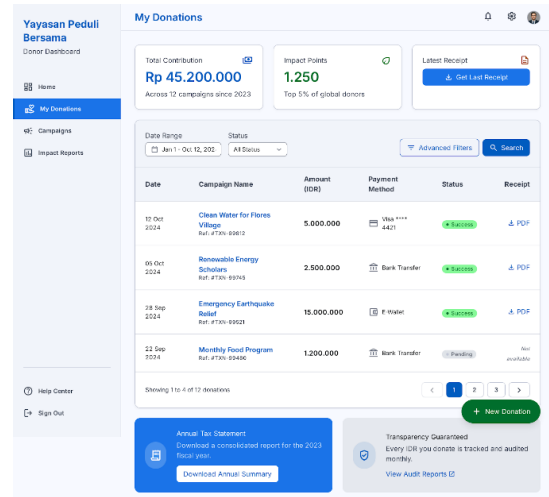 Yayasan Peduli
Bersama
Donor Dashboard
Home
My Donations
Campaigns
Impact Reports
Help Center
Sign Out
My Donations
Total Contribution
Rp 45.200.000
Across 12 campaigns since 2023
Impact Points
1.250
Top 5% of global donors
Latest Receipt
Get Last Receipt
Date Range
Jan 1 - Oct 12, 202
Status
All Status
Advanced Filters
Search
Date Campaign Name Amount (IDR) Payment Method Status Receipt
12 Oct 2024
Clean Water for Flores
Village
Ref: #TXN-89812
5.000.000
Visa ****
4421
Success
PDF
05 Oct
2024
Renewable Energy
Scholars
Ref: #TXN-89745
2.500.000
Bank Transfer
Success
PDF
28 Sep
2024
Emergency Earthquake
Relief
Ref: #TXN-89521
15.000.000
E-Wallet
Success
PDF
22 Sep
2024
Monthly Food Program
Ref: #TXN-89400
1.200.000
Bank Transfer
Pending
Not
available
Showing 1 to 4 of 12 donations
1 2 3
New Donation
Annual Tax Statement
Download a consolidated report for the 2023
fiscal year.
Download Annual Summary
Transparency Guaranteed
Every IDR you donate is tracked and audited
monthly.
View Audit Reports